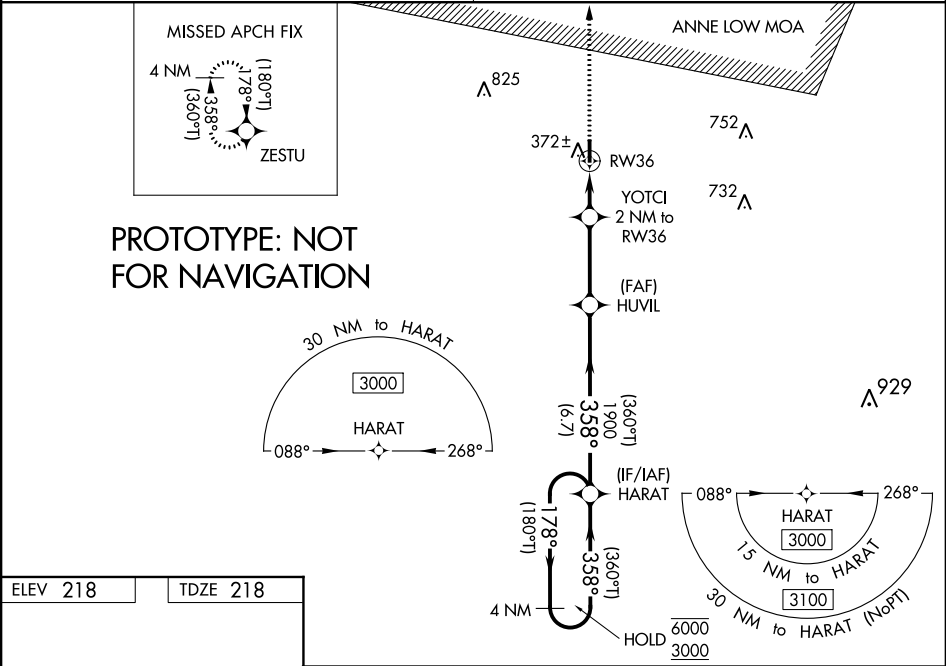 MISSED APCH FIX
4 NM
358°
(360°T)
178°
(180°T)
ZESTU
ANNE LOW MOA
825
752
372±
RW36
732
YOTCI
2 NM to
RW36
PROTOTYPE: NOT
FOR NAVIGATION
(FAF)
HUVIL
30 NM to HARAT
3000
HARAT
088°
268°
929
358°
(360°T)
1900
(6.7)
(IF/IAF)
HARAT
178°
(180°T)
358°
(360°T)
4 NM
HOLD
6000
3000
088°
268°
HARAT
3000
15 NM to HARAT
3100
30 NM to HARAT (NoPT)
ELEV 218
TDZE 218